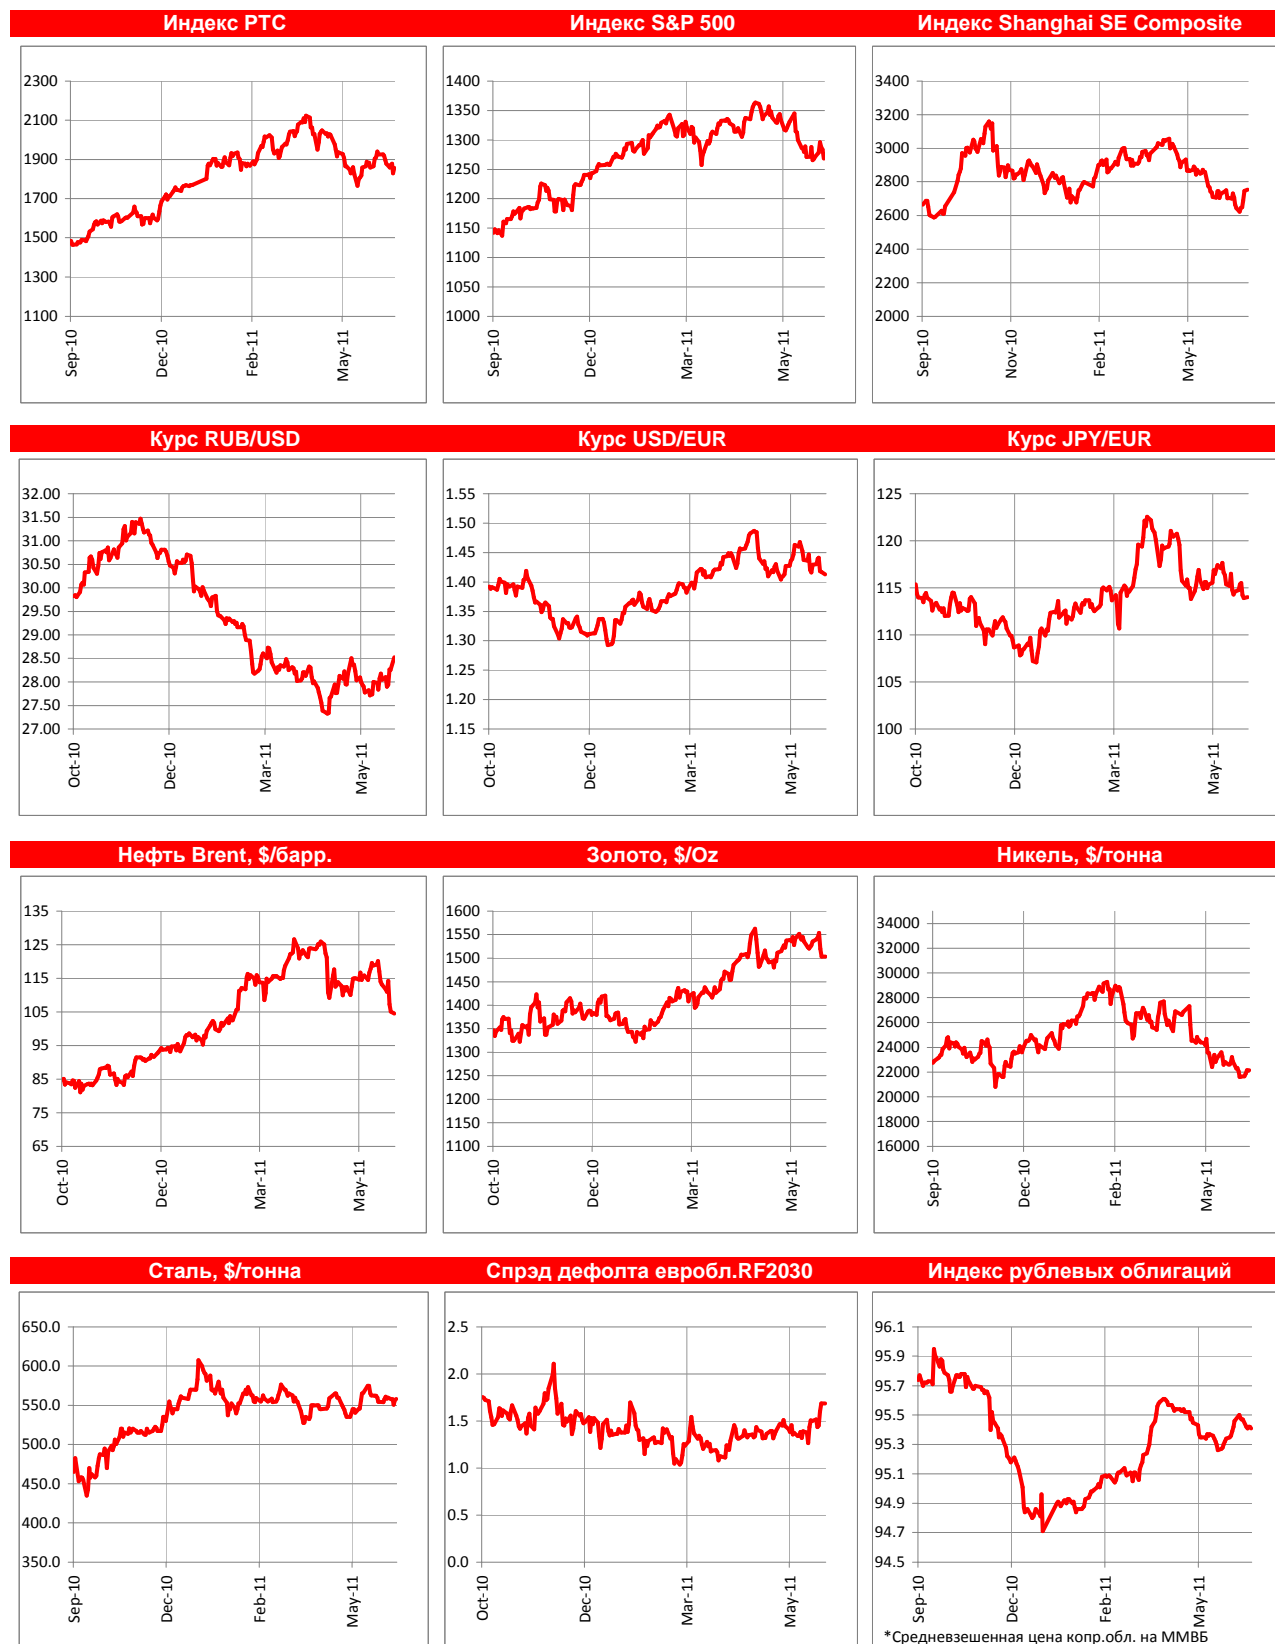 Индекс РТС
Индекс S&P 500
Индекс Shanghai SE Composite
2300
2100
1900
1700
1500
1300
1100
Sep-10
Dec-10
Feb-11
May-11
1400
1350
1300
1250
1200
1150
1100
1050
1000
Sep-10
Dec-10
Mar-11
May-11
3400
3200
3000
2800
2600
2400
2200
2000
Sep-10
Nov-10
Feb-11
May-11
Курс RUB/USD
Курс USD/EUR
Курс JPY/EUR
32.00
31.50
31.00
30.50
30.00
29.50
29.00
28.50
28.00
27.50
27.00
Oct-10
Dec-10
Mar-11
May-11
1.55
1.50
1.45
1.40
1.35
1.30
1.25
1.20
1.15
Oct-10
Dec-10
Mar-11
May-11
125
120
115
110
105
100
Oct-10
Dec-10
Mar-11
May-11
Нефть Brent, $/барр.
Золото, $/Oz
Никель, $/тонна
135
125
115
105
95
85
75
65
Oct-10
Dec-10
Mar-11
May-11
1600
1550
1500
1450
1400
1350
1300
1250
1200
1150
1100
Oct-10
Dec-10
Mar-11
May-11
34000
32000
30000
28000
26000
24000
22000
20000
18000
16000
Sep-10
Dec-10
Feb-11
May-11
Сталь, $/тонна
Спрэд дефолта евробл.RF2030
Индекс рублевых облигаций
650.0
600.0
550.0
500.0
450.0
400.0
350.0
Sep-10
Dec-10
Feb-11
May-11
2.5
2.0
1.5
1.0
0.5
0.0
Oct-10
Dec-10
Mar-11
May-11
96.1
95.9
95.7
95.5
95.3
95.1
94.9
94.7
94.5
Sep-10
Dec-10
Feb-11
May-11
*Средневзешенная цена копр.обл. на ММВБ